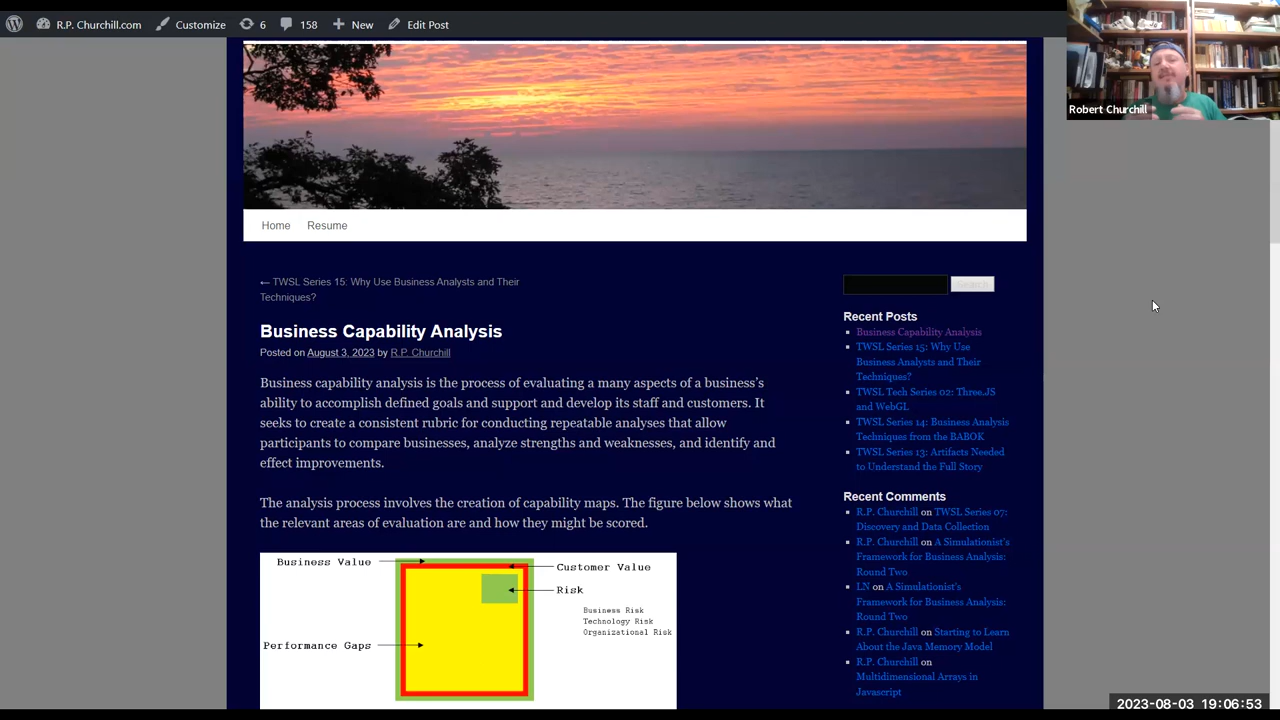 R.P. Churchill.com
Customize
6
158
New
Edit Post
Robert Churchill
Home
Resume
← TWSL Series 15: Why Use Business Analysts and Their
Techniques?
Business Capability Analysis
Posted on August 3, 2023 by R.P. Churchill
Business capability analysis is the process of evaluating a many aspects of a business's
ability to accomplish defined goals and support and develop its staff and customers. It
seeks to create a consistent rubric for conducting repeatable analyses that allow
participants to compare businesses, analyze strengths and weaknesses, and identify and
effect improvements.
The analysis process involves the creation of capability maps. The figure below shows what
the relevant areas of evaluation are and how they might be scored.
Business Value
Customer Value
Risk
Business Risk
Technology Risk
Organizational Risk
Performance Gaps
Search
Recent Posts
Business Capability Analysis
TWSL Series 15: Why Use
Business Analysts and Their
Techniques?
TWSL Tech Series 02: Three.JS
and WebGL
TWSL Series 14: Business Analysis
Techniques from the BABOK
TWSL Series 13: Artifacts Needed
to Understand the Full Story
Recent Comments
R.P. Churchill on TWSL Series 07:
Discovery and Data Collection
R.P. Churchill on A Simulationist's
Framework for Business Analysis:
Round Two
LN on A Simulationist's
Framework for Business Analysis:
Round Two
R.P. Churchill on Starting to Learn
About the Java Memory Model
R.P. Churchill on
Multidimensional Arrays in
Javascript
2023-08-03 19:06:53